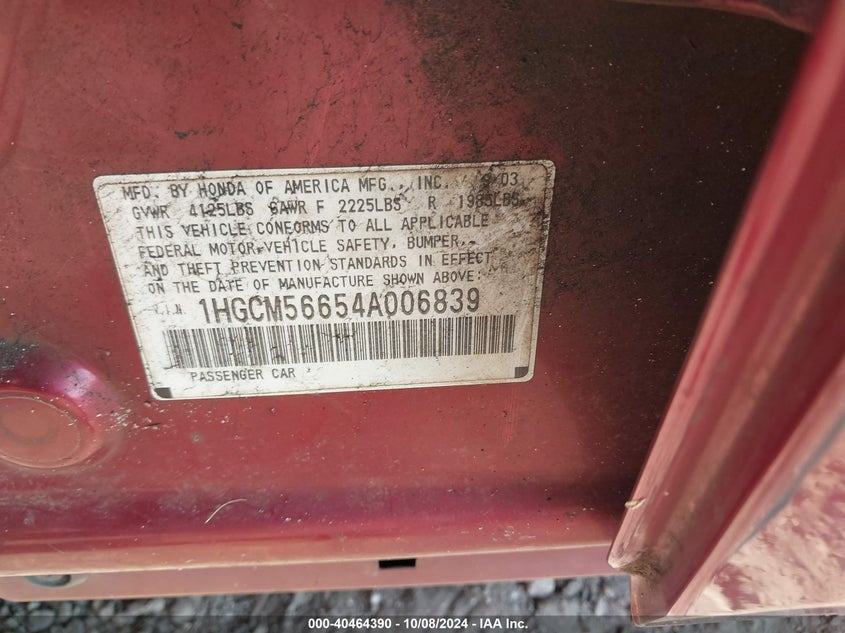 MFD. BY HONDA OF AMERICA MFG., INC. 9/03
GVWR 4125LBS GAWR F 2225LBS R 1985LBS
THIS VEHICLE CONFORMS TO ALL APPLICABLE
FEDERAL MOTOR VEHICLE SAFETY, BUMPER,
AND THEFT PREVENTION STANDARDS IN EFFECT
ON THE DATE OF MANUFACTURE SHOWN ABOVE:
V.I.N. 1HGCM56654A006839
PASSENGER CAR
000-40464390 - 10/08/2024 - IAA Inc.